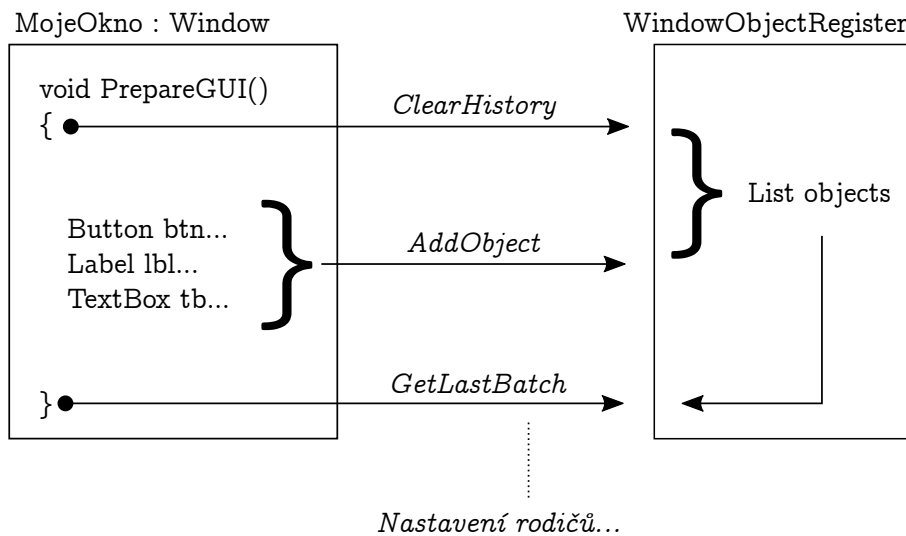 MojeOkno : Window
WindowObjectRegister
void PrepareGUI()
{
ClearHistory
List objects
Button btn...
Label lbl...
TextBox tb...
AddObject
}
GetLastBatch
Nastavení rodičů...